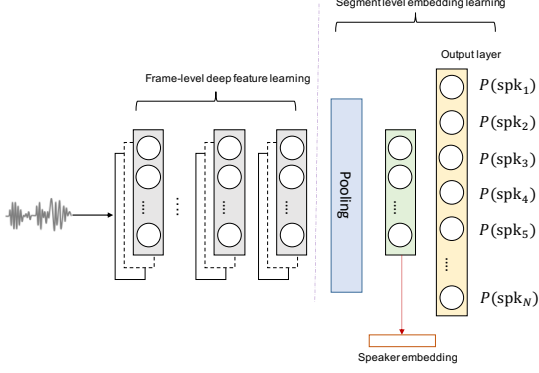 Segment level embedding learning
Output layer
Frame-level deep feature learning
P(spk₁)
P(spk₂)
P(spk₃)
P(spk₄)
P(spk₅)
P(spk_N)
Pooling
....
....
....
....
....
....
....
Speaker embedding